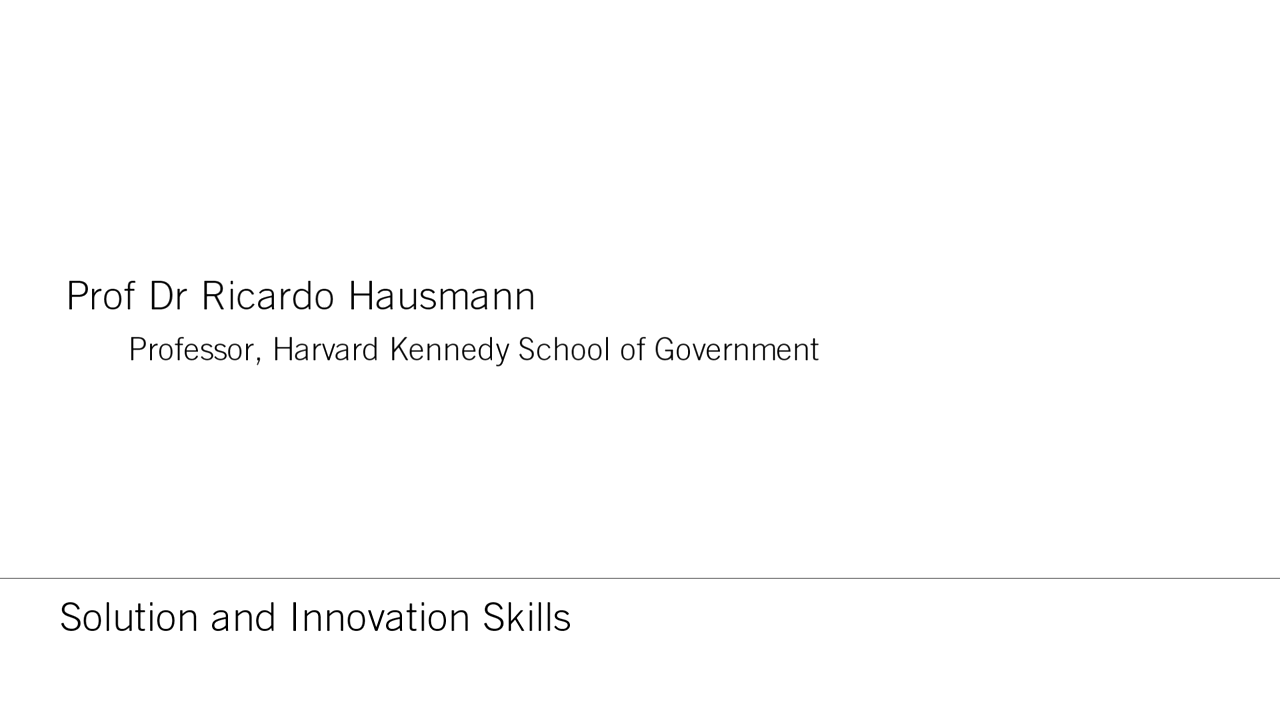 Prof Dr Ricardo Hausmann
Professor, Harvard Kennedy School of Government
Solution and Innovation Skills